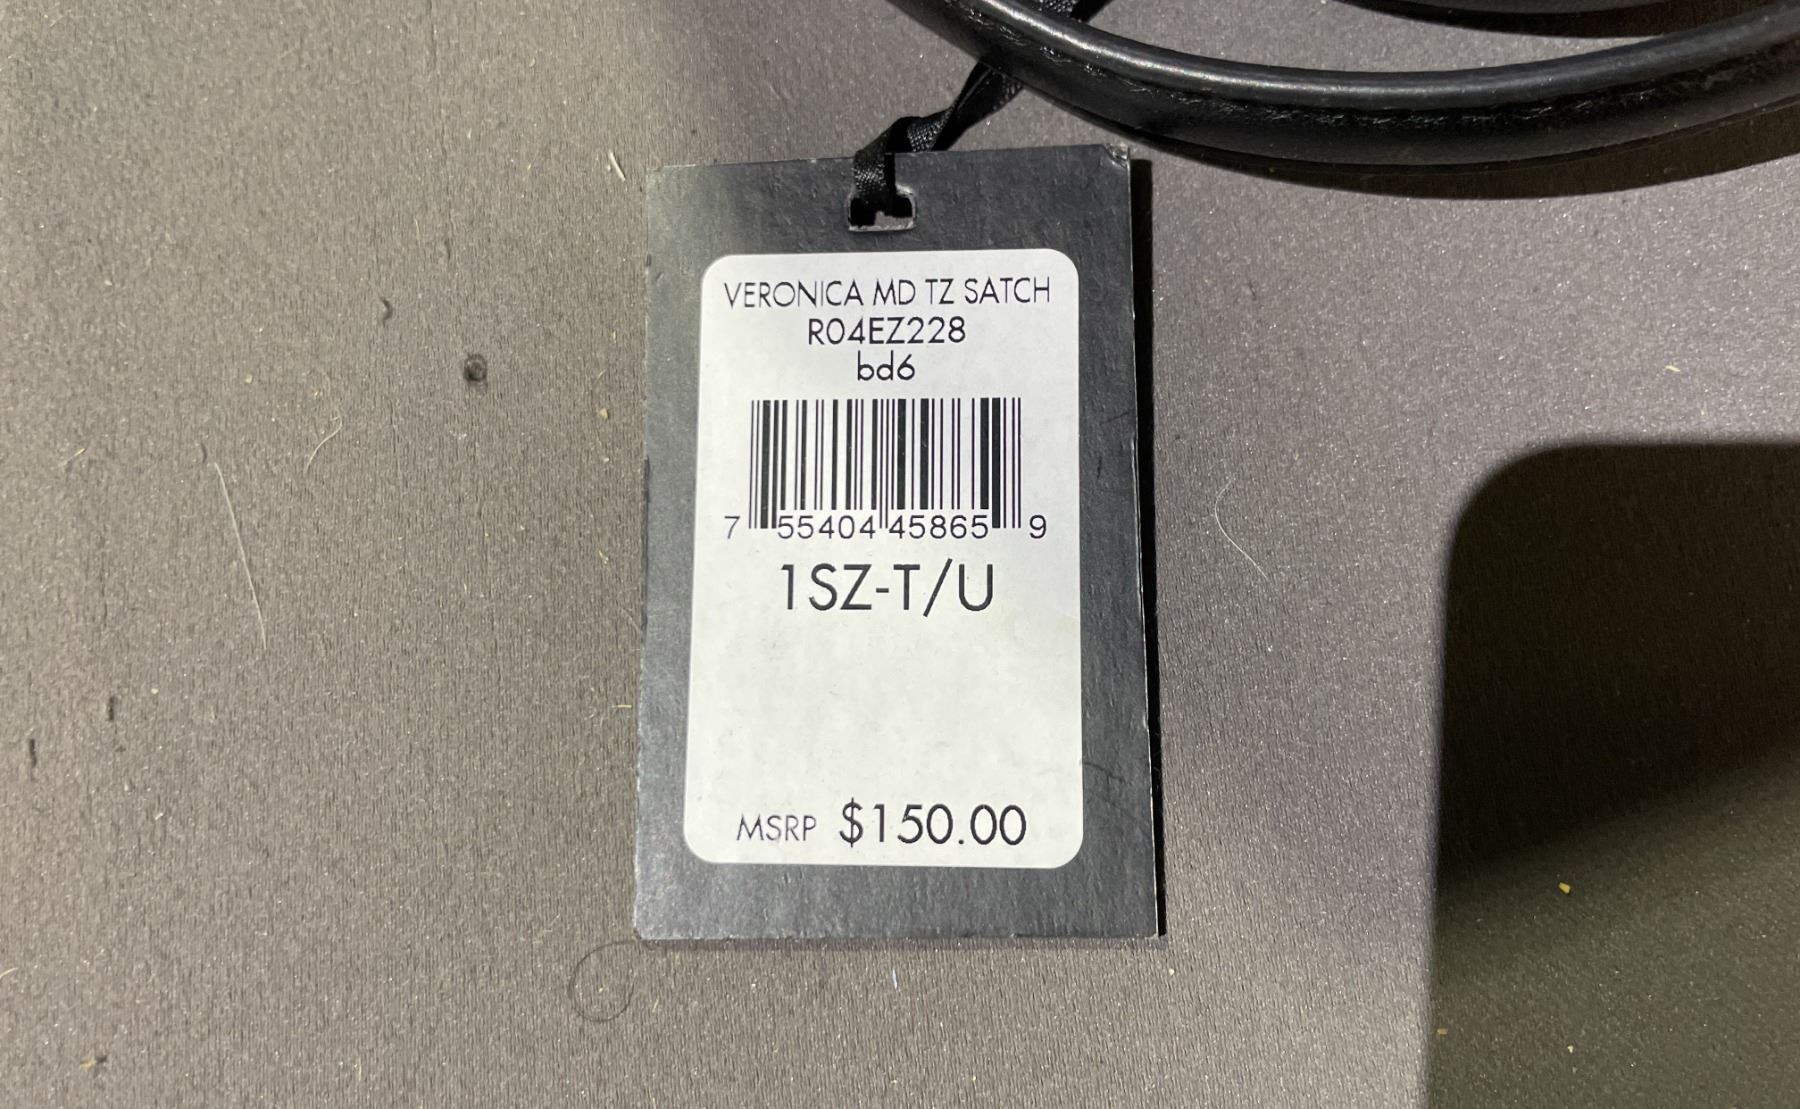 VERONICA MD TZ SATCH
R04EZ228
bd6
7 55404 45865 9
1SZ-T/U
MSRP $150.00